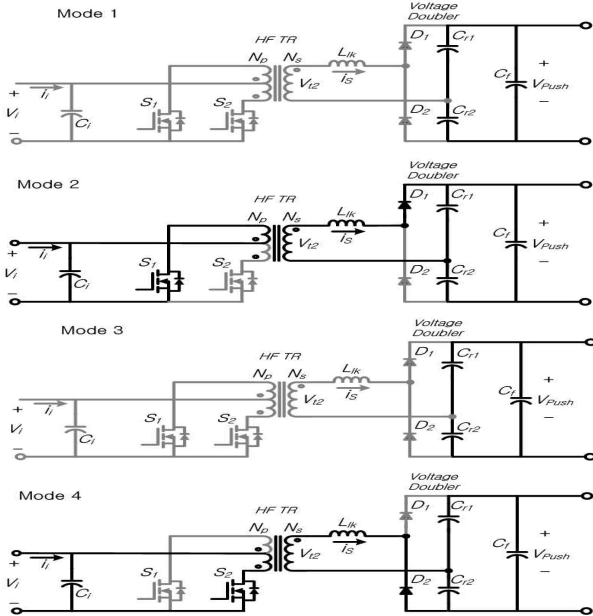 Mode 1
Voltage
Doubler
HF TR
Np Ns
Llk
D1
Cr1
+
Vi
−
ii
Ci
S1
S2
Vt2
iS
D2
Cr2
Cf
+
VPush
−
Mode 2
Voltage
Doubler
HF TR
Np Ns
Llk
D1
Cr1
+
Vi
−
ii
Ci
S1
S2
Vt2
iS
D2
Cr2
Cf
+
VPush
−
Mode 3
Voltage
Doubler
HF TR
Np Ns
Llk
D1
Cr1
+
Vi
−
ii
Ci
S1
S2
Vt2
iS
D2
Cr2
Cf
+
VPush
−
Mode 4
Voltage
Doubler
HF TR
Np Ns
Llk
D1
Cr1
+
Vi
−
ii
Ci
S1
S2
Vt2
iS
D2
Cr2
Cf
+
VPush
−